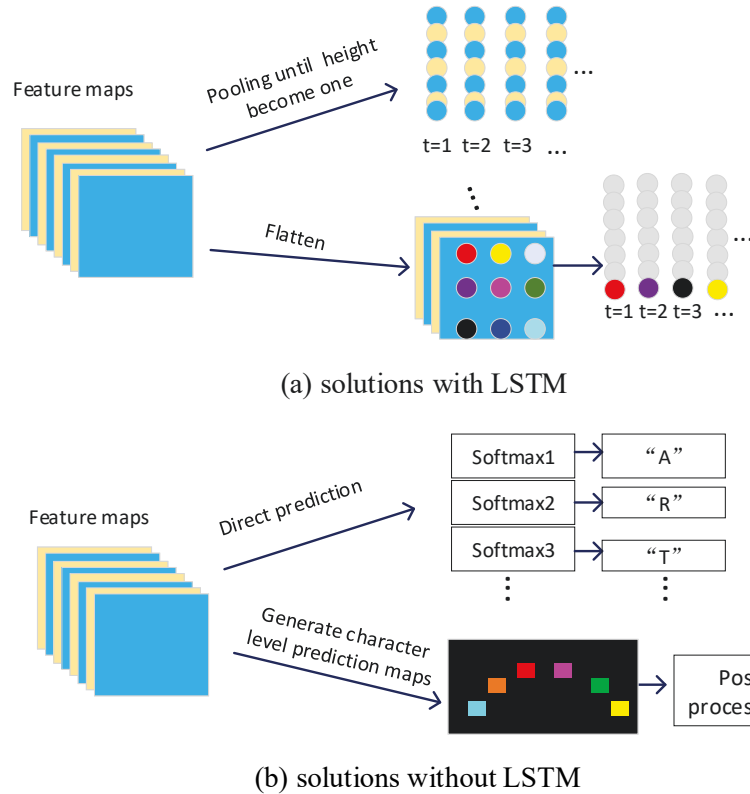 Feature maps
Pooling until height
become one
...
t=1 t=2 t=3 ...
Flatten
...
...
t=1 t=2 t=3 ...
(a) solutions with LSTM
Feature maps
Direct prediction
Softmax1
“A”
Softmax2
“R”
Softmax3
“T”
Generate character
level prediction maps
(b) solutions without LSTM